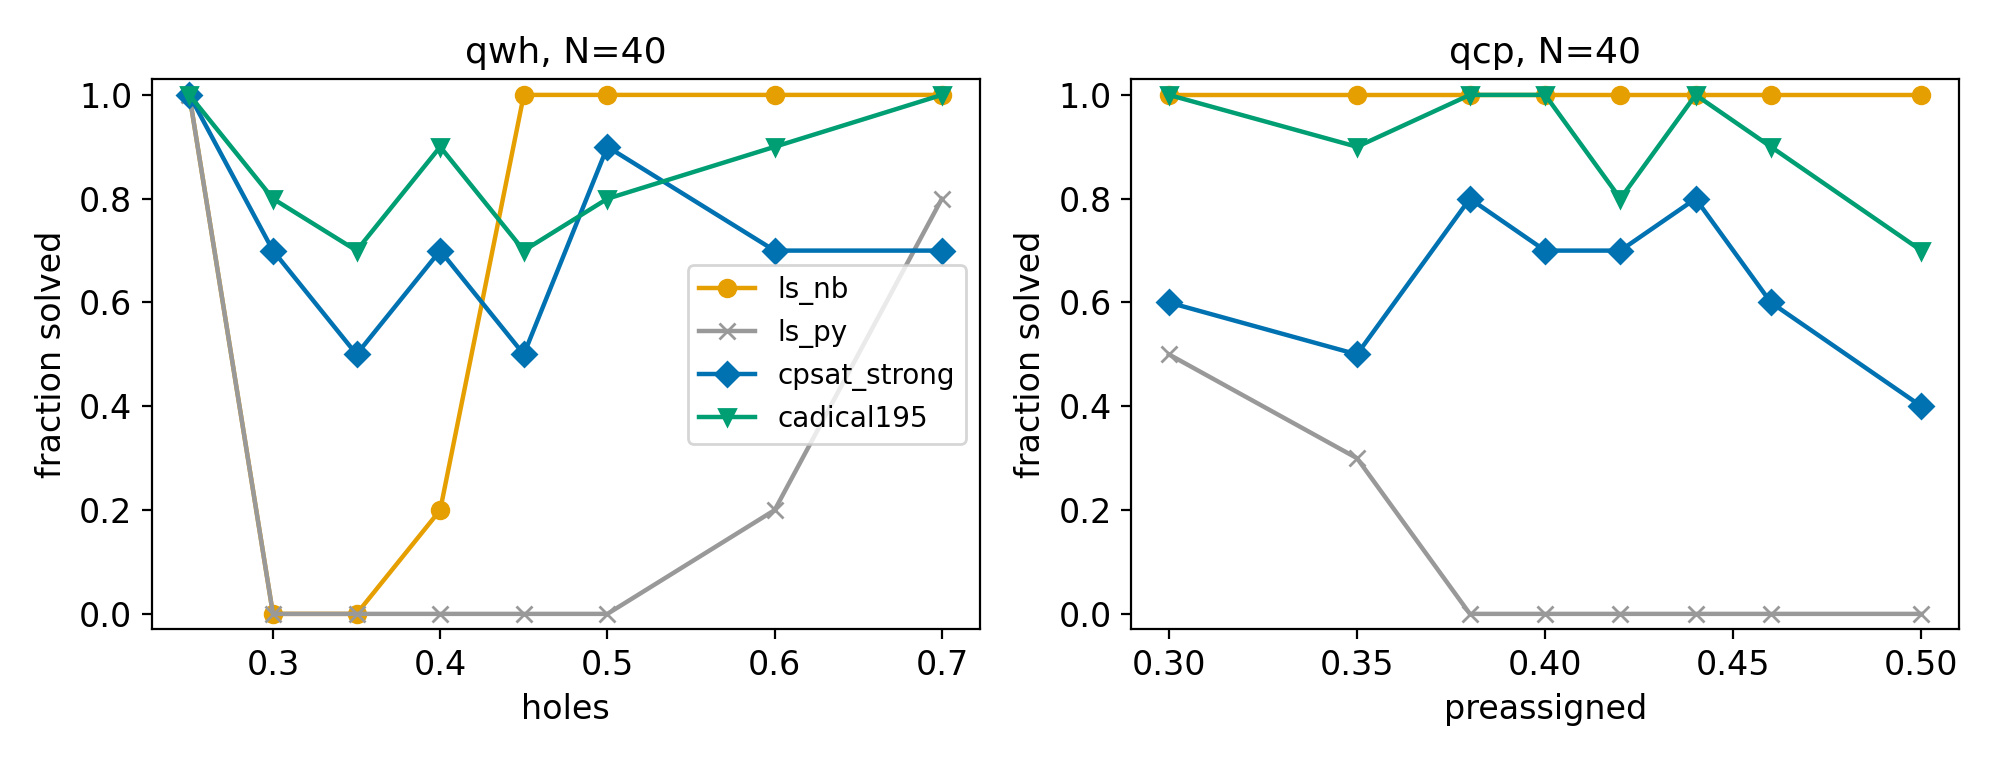 qwh, N=40
fraction solved
1.0
0.8
0.6
0.4
0.2
0.0
0.3
0.4
0.5
0.6
0.7
holes
ls_nb
ls_py
cpsat_strong
cadical195
qcp, N=40
fraction solved
1.0
0.8
0.6
0.4
0.2
0.0
0.30
0.35
0.40
0.45
0.50
preassigned